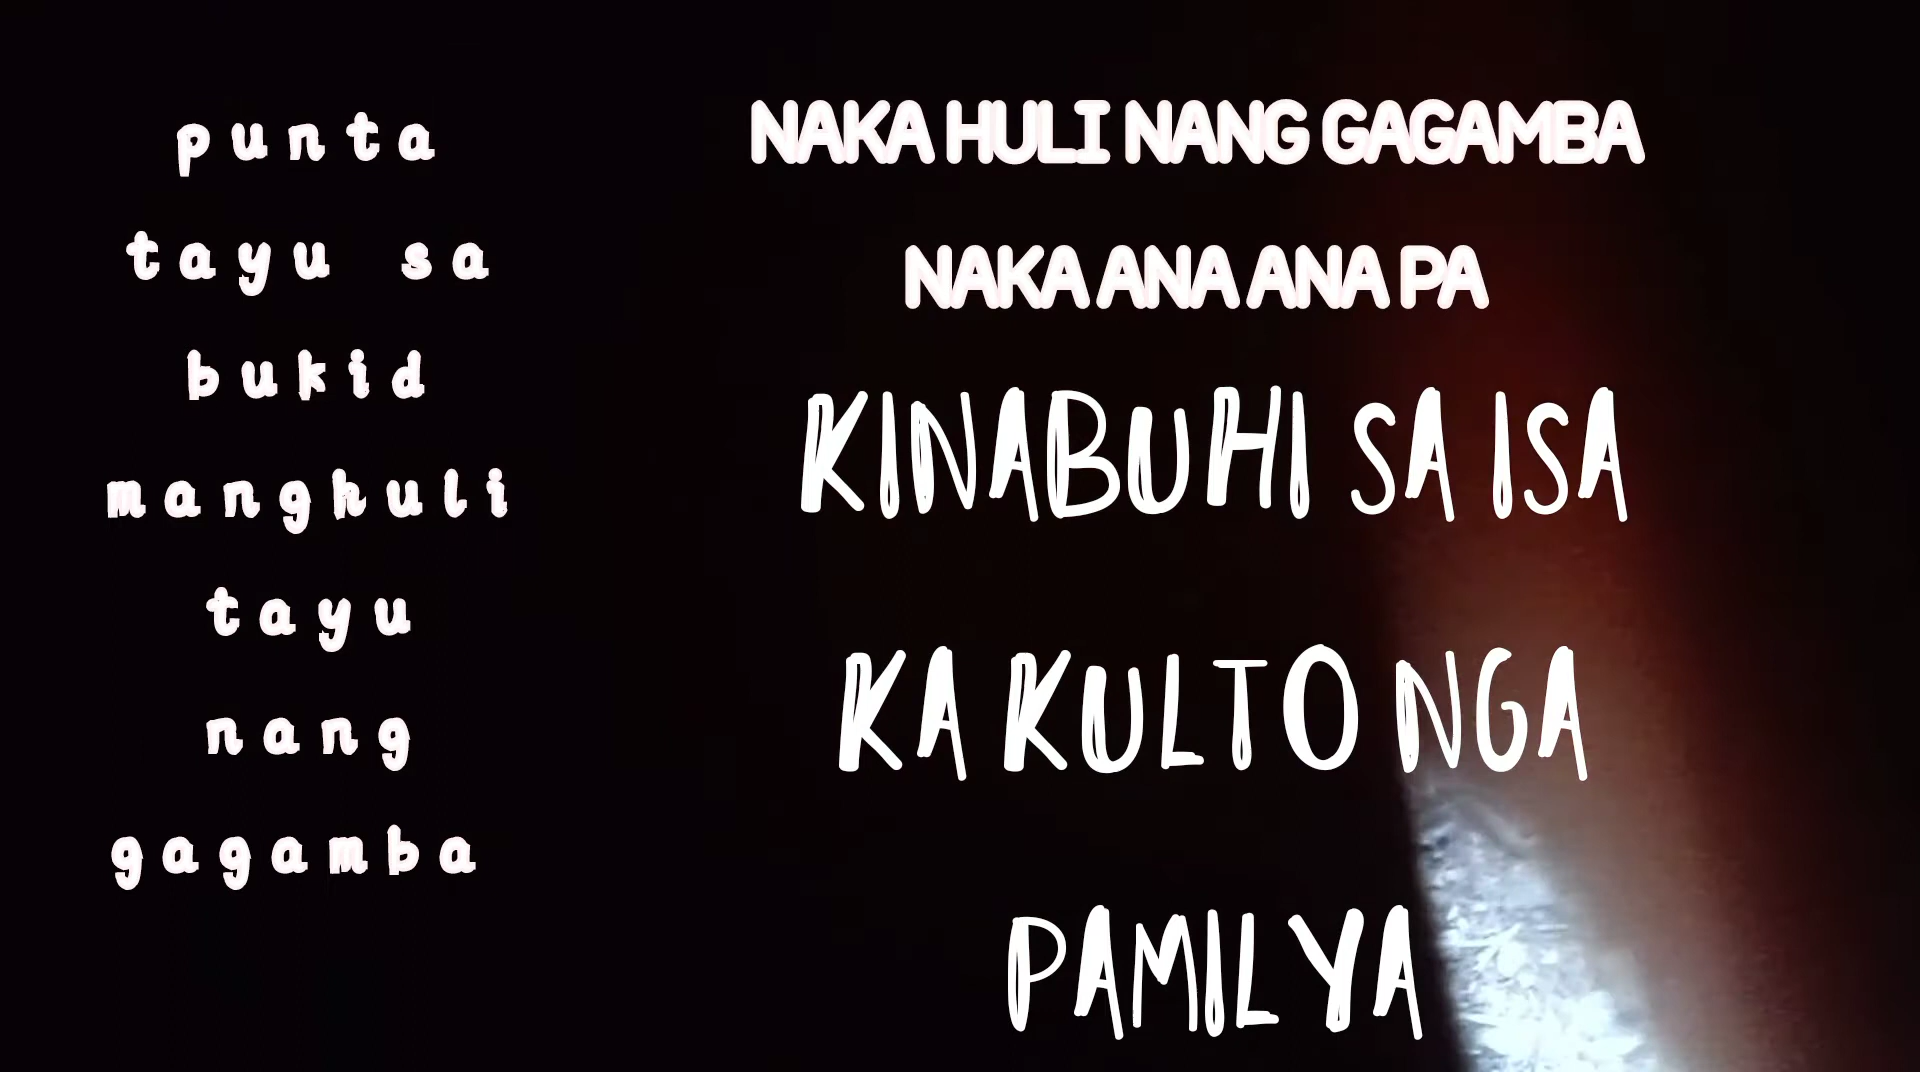 punta
tayu sa
bukid
manghuli
tayu
nang
gagamba
NAKA HULI NANG GAGAMBA
NAKA ANA ANA PA
KINABUHI SA ISA
KA KULTO NGA
PAMILYA